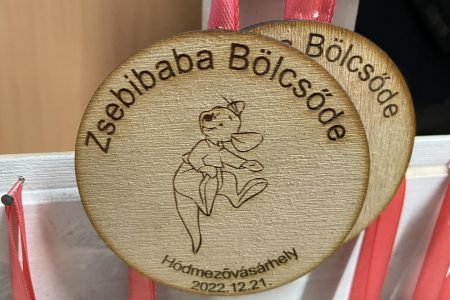 Zsebibaba Bölcsőde
Hódmezővásárhely
2022.12.21.
Bölcsőde